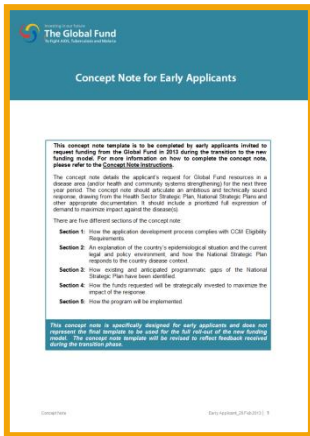 Investing in our future
The Global Fund
To Fight AIDS, Tuberculosis and Malaria
Concept Note for Early Applicants
This concept note template is to be completed by early applicants invited to
request funding from the Global Fund in 2013 during the transition to the new
funding model. For more information on how to complete the concept note,
please refer to the Concept Note Instructions.
The concept note details the applicant's request for Global Fund resources in a
disease area (and/or health and community systems strengthening) for the next three
year period. The concept note should articulate an ambitious and technically sound
response, drawing from the Health Sector Strategic Plan, National Strategic Plans and
other appropriate documentation. It should include a prioritized full expression of
demand to maximize impact against the disease(s).
There are five different sections of the concept note:
Section 1: How the application development process complies with CCM Eligibility
Requirements.
Section 2: An explanation of the country's epidemiological situation and the current
legal and policy environment, and how the National Strategic Plan
responds to the country disease context.
Section 3: How existing and anticipated programmatic gaps of the National
Strategic Plan have been identified.
Section 4: How the funds requested will be strategically invested to maximize the
impact of the response.
Section 5: How the program will be implemented.
This concept note is specifically designed for early applicants and does not
represent the final template to be used for the full roll-out of the new funding
model. The concept note template will be revised to reflect feedback received
during the transition phase.
Concept Note
Early Applicant_28 Feb 2013 | 1